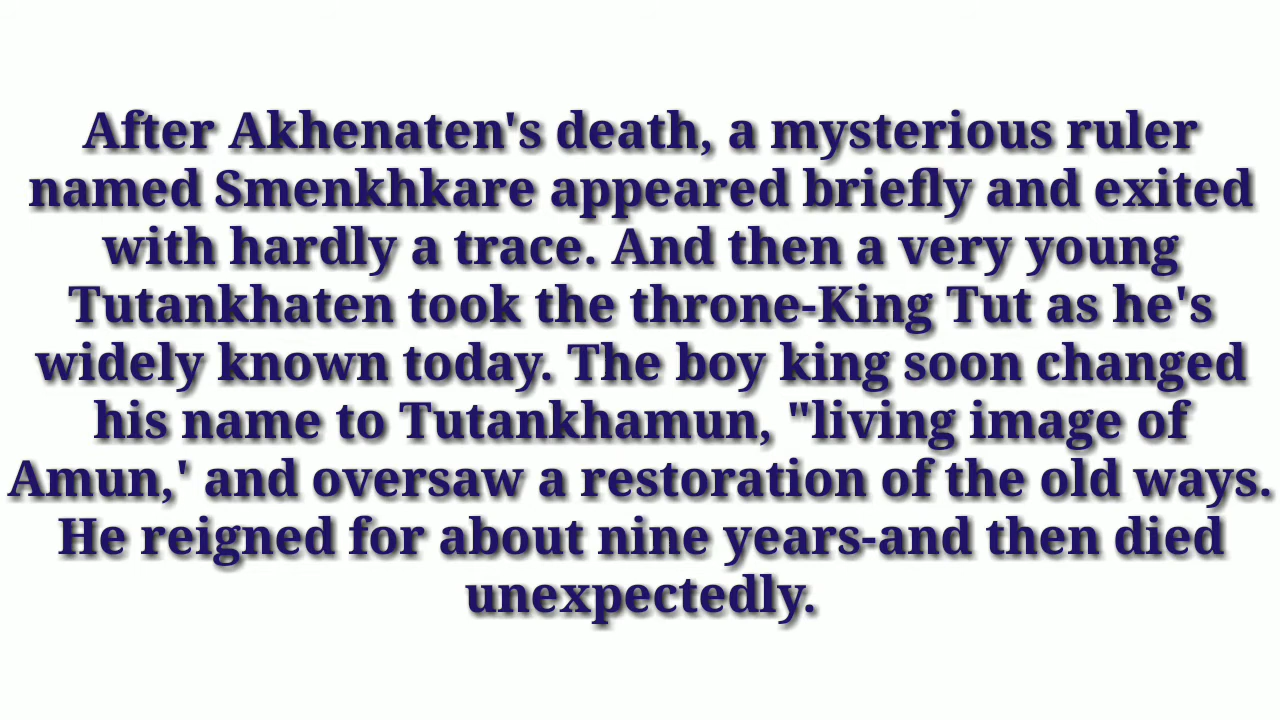 After Akhenaten's death, a mysterious ruler
named Smenkhkare appeared briefly and exited
with hardly a trace. And then a very young
Tutankhaten took the throne-King Tut as he's
widely known today. The boy king soon changed
his name to Tutankhamun, "living image of
Amun,' and oversaw a restoration of the old ways.
He reigned for about nine years-and then died
unexpectedly.